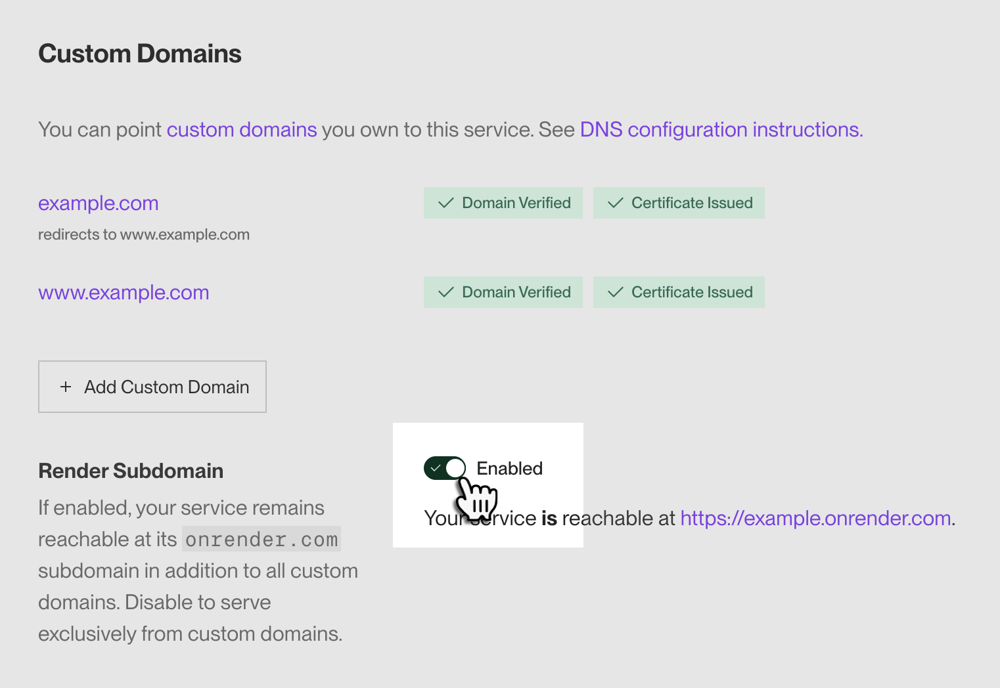 Custom Domains
You can point custom domains you own to this service. See DNS configuration instructions.
example.com
Domain Verified
Certificate Issued
redirects to www.example.com
www.example.com
Domain Verified
Certificate Issued
+ Add Custom Domain
Render Subdomain
If enabled, your service remains
reachable at its onrender.com
subdomain in addition to all custom
domains. Disable to serve
exclusively from custom domains.
Enabled
Your service is reachable at https://example.onrender.com.